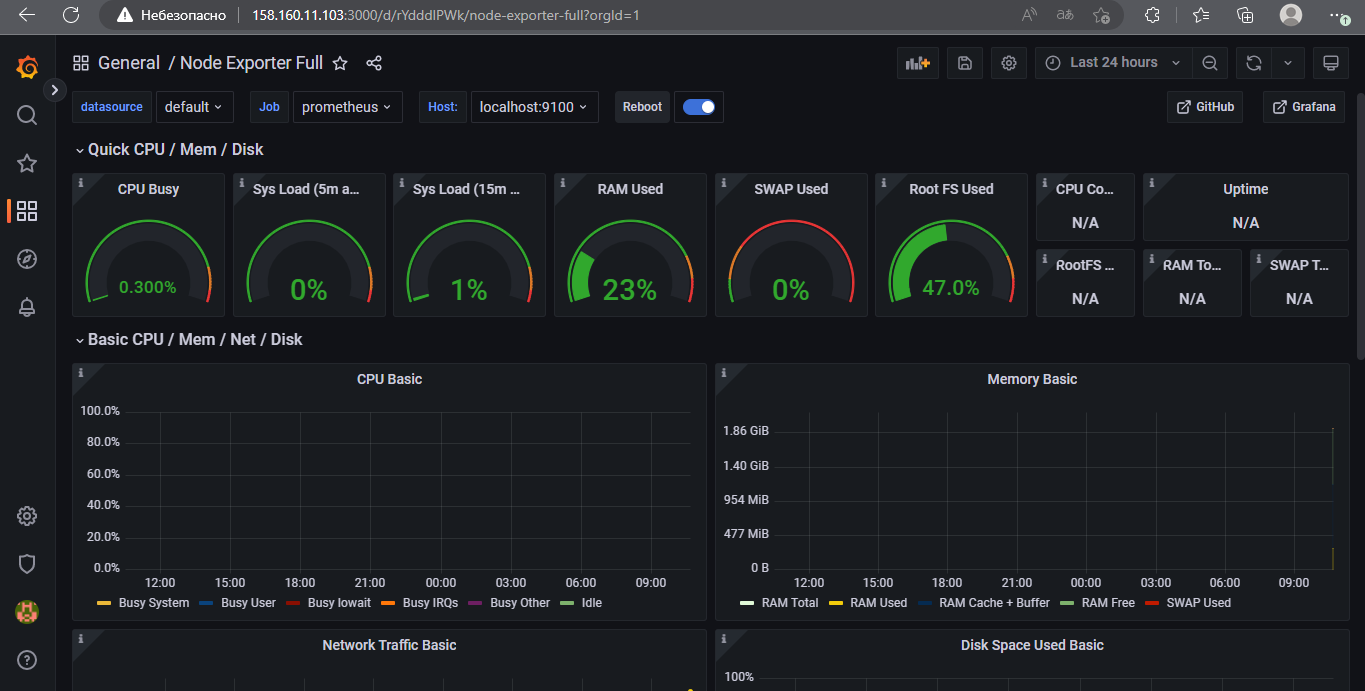 Небезопасно 158.160.11.103:3000/d/rYdddlPWk/node-exporter-full?orgId=1
General / Node Exporter Full Last 24 hours
datasource default Job prometheus Host: localhost:9100 Reboot GitHub Grafana
Quick CPU / Mem / Disk
CPU Busy Sys Load (5m a... Sys Load (15m ... RAM Used SWAP Used Root FS Used CPU Co... Uptime
N/A N/A
RootFS ... RAM To... SWAP T...
0.300% 0% 1% 23% 0% 47.0% N/A N/A N/A
Basic CPU / Mem / Net / Disk
CPU Basic
100.0%
80.0%
60.0%
40.0%
20.0%
0.0%
12:00 15:00 18:00 21:00 00:00 03:00 06:00 09:00
Busy System Busy User Busy Iowait Busy IRQs Busy Other Idle
Memory Basic
1.86 GiB
1.40 GiB
954 MiB
477 MiB
0 B
12:00 15:00 18:00 21:00 00:00 03:00 06:00 09:00
RAM Total RAM Used RAM Cache + Buffer RAM Free SWAP Used
Network Traffic Basic
Disk Space Used Basic
100%